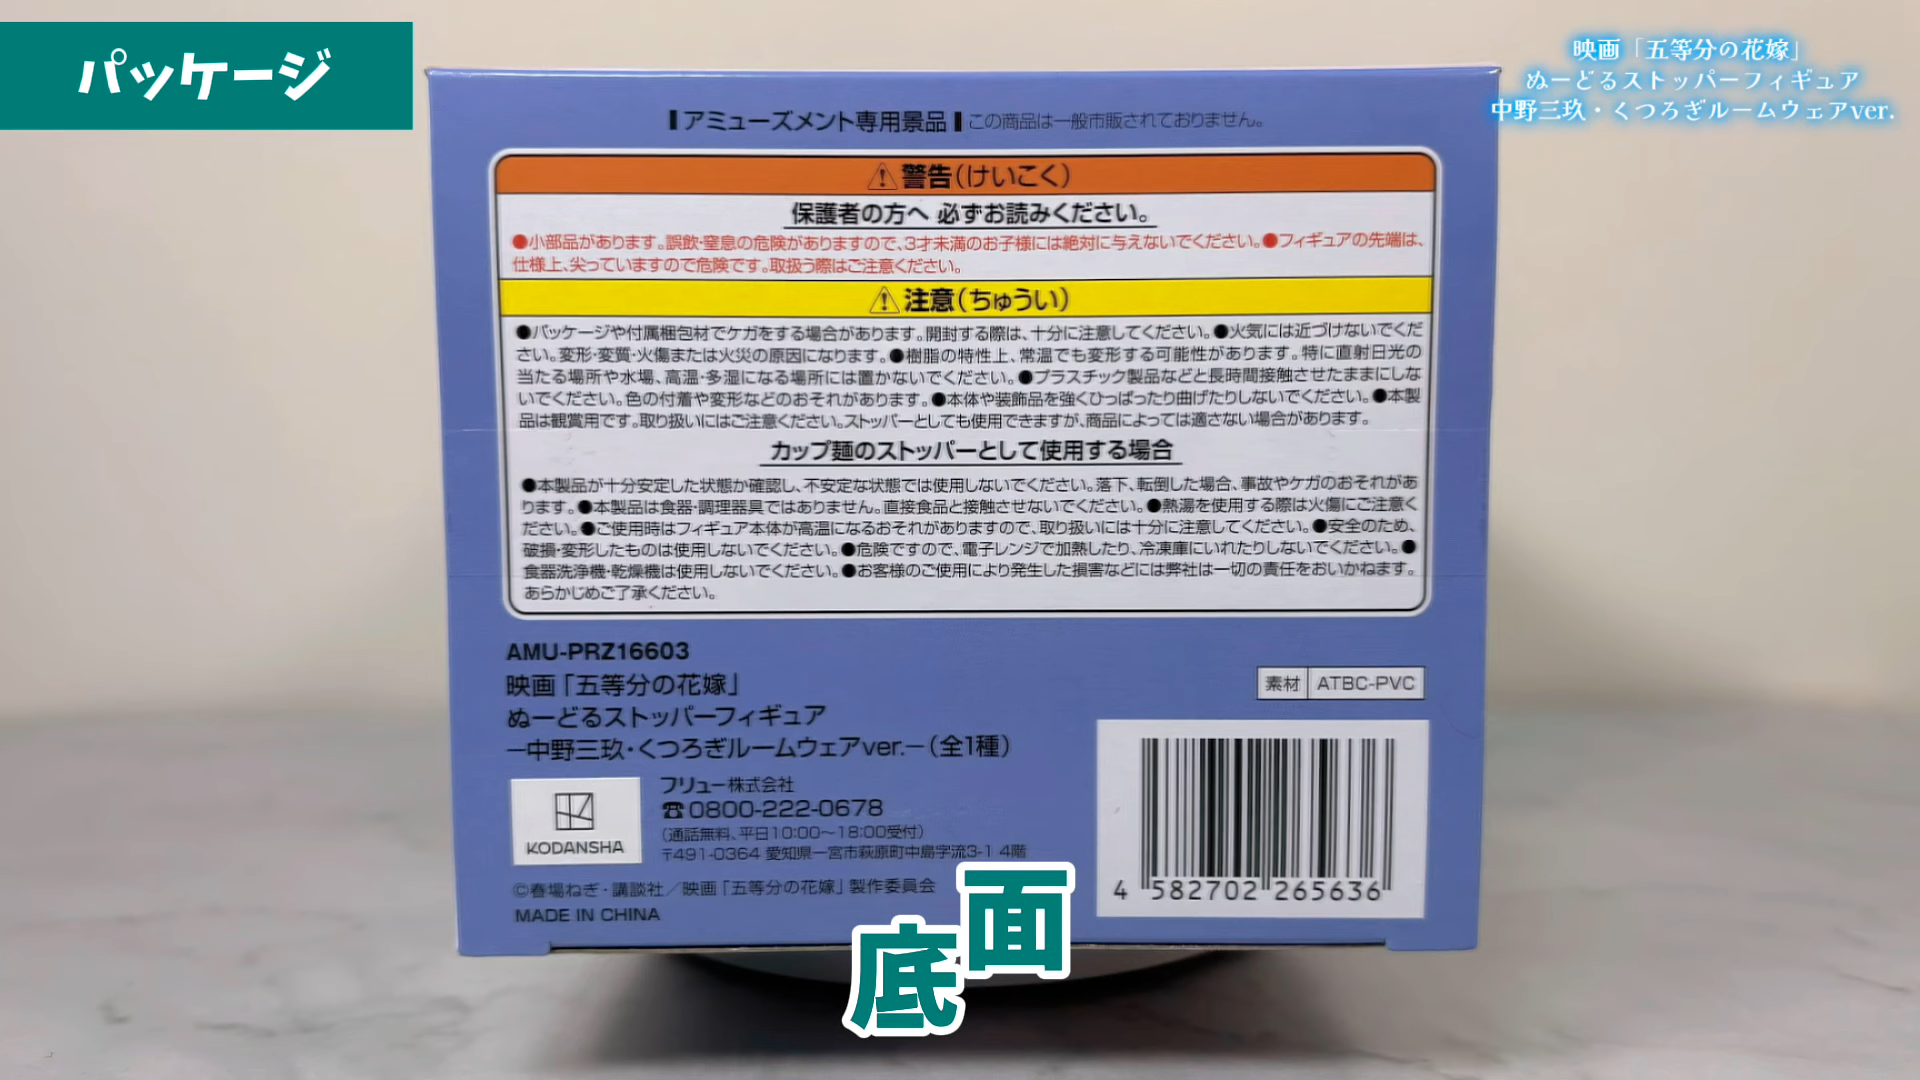 パッケージ
映画「五等分の花嫁」
ぬーどるストッパーフィギュア
中野三玖・くつろぎルームウェアver.
アミューズメント専用景品 この商品は一般市販されておりません。
⚠警告(けいこく)
保護者の方へ 必ずお読みください。
●小部品があります。誤飲・窒息の危険がありますので、3才未満のお子様には絶対に与えないでください。●フィギュアの先端は、
仕様上、尖っていますので危険です。取扱う際はご注意ください。
⚠注意(ちゅうい)
●パッケージや付属梱包材でケガをする場合があります。開封する際は、十分に注意してください。●火気には近づけないでくだ
さい。変形・変質・火傷または火災の原因になります。●樹脂の特性上、常温でも変形する可能性があります。特に直射日光の
当たる場所や水場、高温・多湿になる場所には置かないでください。●プラスチック製品などと長時間接触させたままにしな
いでください。色の付着や変形などのおそれがあります。●本体や装飾品を強くひっぱったり曲げたりしないでください。●本製
品は観賞用です。取り扱いにはご注意ください。ストッパーとしても使用できますが、商品によっては適さない場合があります。
カップ麺のストッパーとして使用する場合
●本製品が十分安定した状態か確認し、不安定な状態では使用しないでください。落下、転倒した場合、事故やケガのおそれがあ
ります。●本製品は食器・調理器具ではありません。直接食品と接触させないでください。●熱湯を使用する際は火傷にご注意く
ださい。●ご使用時はフィギュア本体が高温になるおそれがありますので、取り扱いには十分に注意してください。●安全のため、
破損・変形したものは使用しないでください。●危険ですので、電子レンジで加熱したり、冷凍庫にいれたりしないでください。●
食器洗浄機・乾燥機は使用しないでください。●お客様のご使用により発生した損害などには弊社は一切の責任をおいかねます。
あらかじめご了承ください。
AMU-PRZ16603
映画「五等分の花嫁」
ぬーどるストッパーフィギュア
ー中野三玖・くつろぎルームウェアver.ー(全1種)
素材 ATBC-PVC
KODANSHA
フリュー株式会社
☎0800-222-0678
(通話無料、平日10:00〜18:00受付)
〒491-0364 愛知県一宮市萩原町中島字流3-1 4階
©春場ねぎ・講談社/映画「五等分の花嫁」製作委員会
MADE IN CHINA
4 582702 265636
底面